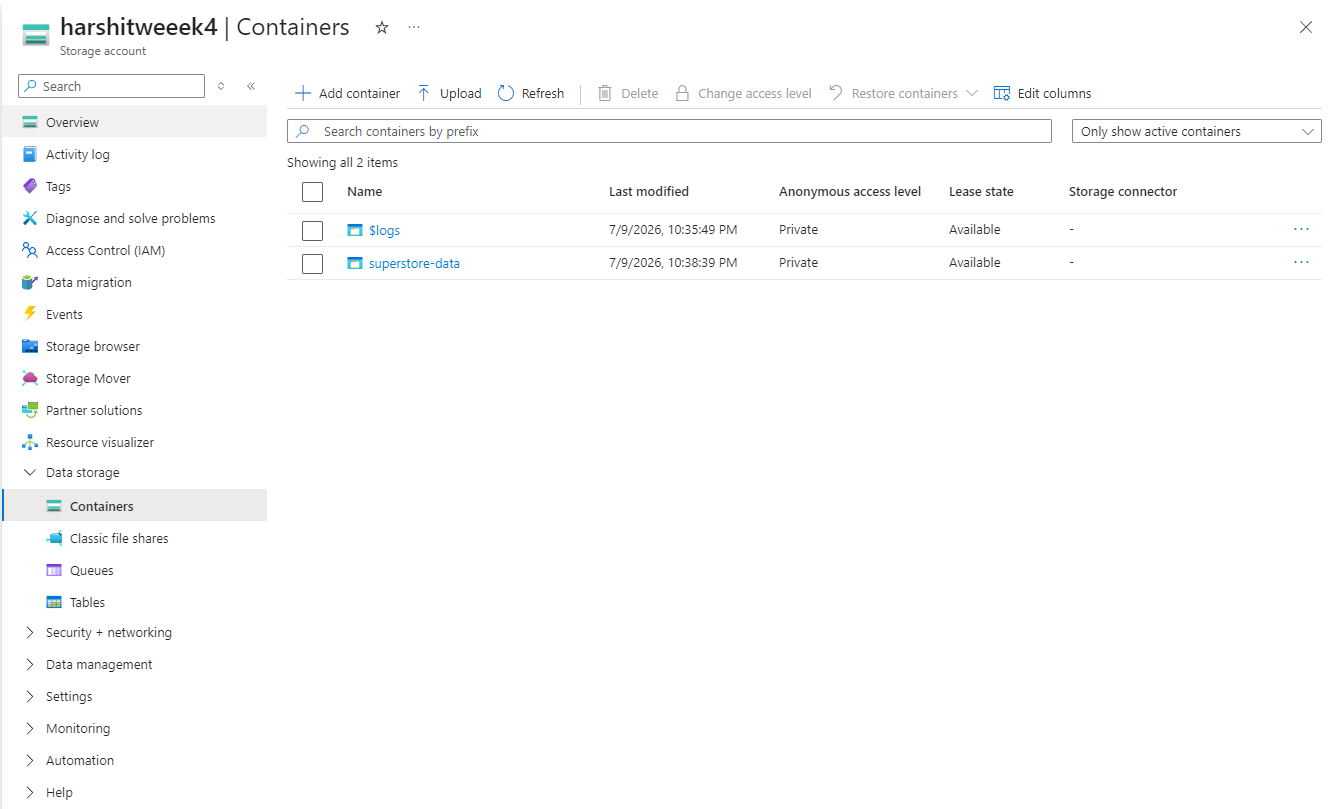 harshitweeek4 | Containers
Storage account
Search
Overview
Activity log
Tags
Diagnose and solve problems
Access Control (IAM)
Data migration
Events
Storage browser
Storage Mover
Partner solutions
Resource visualizer
Data storage
Containers
Classic file shares
Queues
Tables
Security + networking
Data management
Settings
Monitoring
Automation
Help
Add container Upload Refresh Delete Change access level Restore containers Edit columns
Search containers by prefix Only show active containers
Showing all 2 items
Name Last modified Anonymous access level Lease state Storage connector
$logs 7/9/2026, 10:35:49 PM Private Available -
superstore-data 7/9/2026, 10:38:39 PM Private Available -